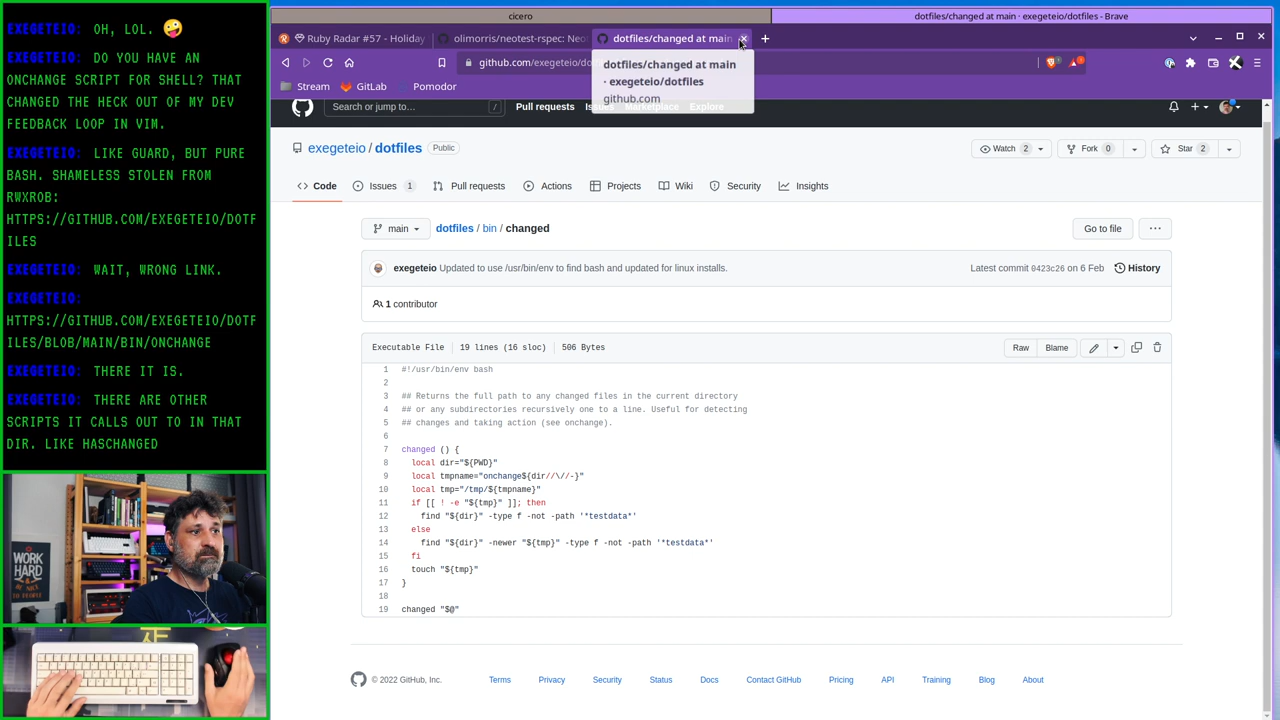 EXEGETEIO: OH, LOL. 🤪
EXEGETEIO: DO YOU HAVE AN
ONCHANGE SCRIPT FOR SHELL? THAT
CHANGED THE HECK OUT OF MY DEV
FEEDBACK LOOP IN VIM.
EXEGETEIO: LIKE GUARD, BUT PURE
BASH. SHAMELESS STOLEN FROM
RWXROB:
HTTPS://GITHUB.COM/EXEGETEIO/DOTF
ILES
EXEGETEIO: WAIT, WRONG LINK.
EXEGETEIO:
HTTPS://GITHUB.COM/EXEGETEIO/DOTF
ILES/BLOB/MAIN/BIN/ONCHANGE
EXEGETEIO: THERE IT IS.
EXEGETEIO: THERE ARE OTHER
SCRIPTS IT CALLS OUT TO IN THAT
DIR. LIKE HASCHANGED
WORK
HARD
cicero
dotfiles/changed at main · exegeteio/dotfiles - Brave
Ruby Radar #57 - Holiday
olimorris/neotest-rspec: Neo
dotfiles/changed at main
github.com/exegeteio/do
dotfiles/changed at main
· exegeteio/dotfiles
github.com
Stream
GitLab
Pomodor
Search or jump to…
/
Pull requests
Issues
Marketplace
Explore
exegeteio / dotfiles
Public
Watch 2
Fork 0
Star 2
Code
Issues 1
Pull requests
Actions
Projects
Wiki
Security
Insights
main
dotfiles / bin / changed
Go to file
exegeteio Updated to use /usr/bin/env to find bash and updated for linux installs.
Latest commit 0423c26 on 6 Feb
History
1 contributor
Executable File
19 lines (16 sloc)
506 Bytes
Raw
Blame
1 #!/usr/bin/env bash
2
3 ## Returns the full path to any changed files in the current directory
4 ## or any subdirectories recursively one to a line. Useful for detecting
5 ## changes and taking action (see onchange).
6
7 changed () {
8 local dir="${PWD}"
9 local tmpname="onchange${dir//\//-}"
10 local tmp="/tmp/${tmpname}"
11 if [[ ! -e "${tmp}" ]]; then
12 find "${dir}" -type f -not -path '*testdata*'
13 else
14 find "${dir}" -newer "${tmp}" -type f -not -path '*testdata*'
15 fi
16 touch "${tmp}"
17 }
18
19 changed "$@"
© 2022 GitHub, Inc.
Terms
Privacy
Security
Status
Docs
Contact GitHub
Pricing
API
Training
Blog
About